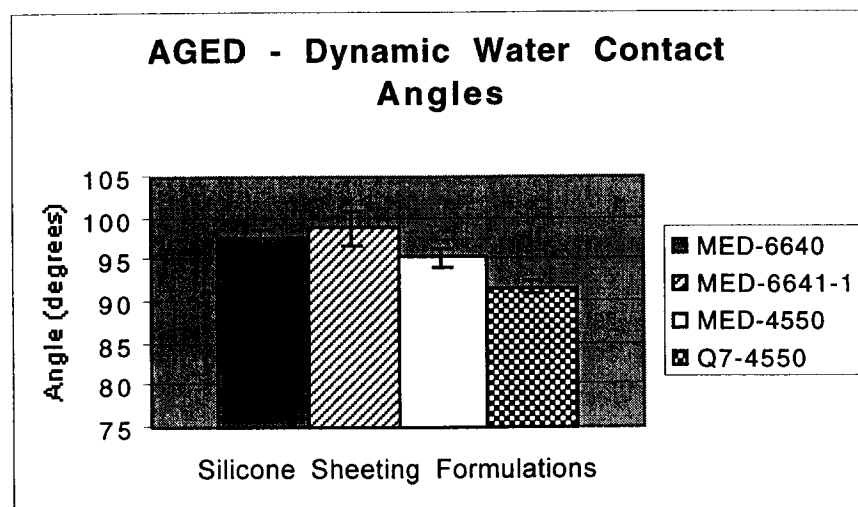 AGED - Dynamic Water Contact
Angles
Angle (degrees)
105
100
95
90
85
80
75
Silicone Sheeting Formulations
MED-6640
MED-6641-1
MED-4550
Q7-4550